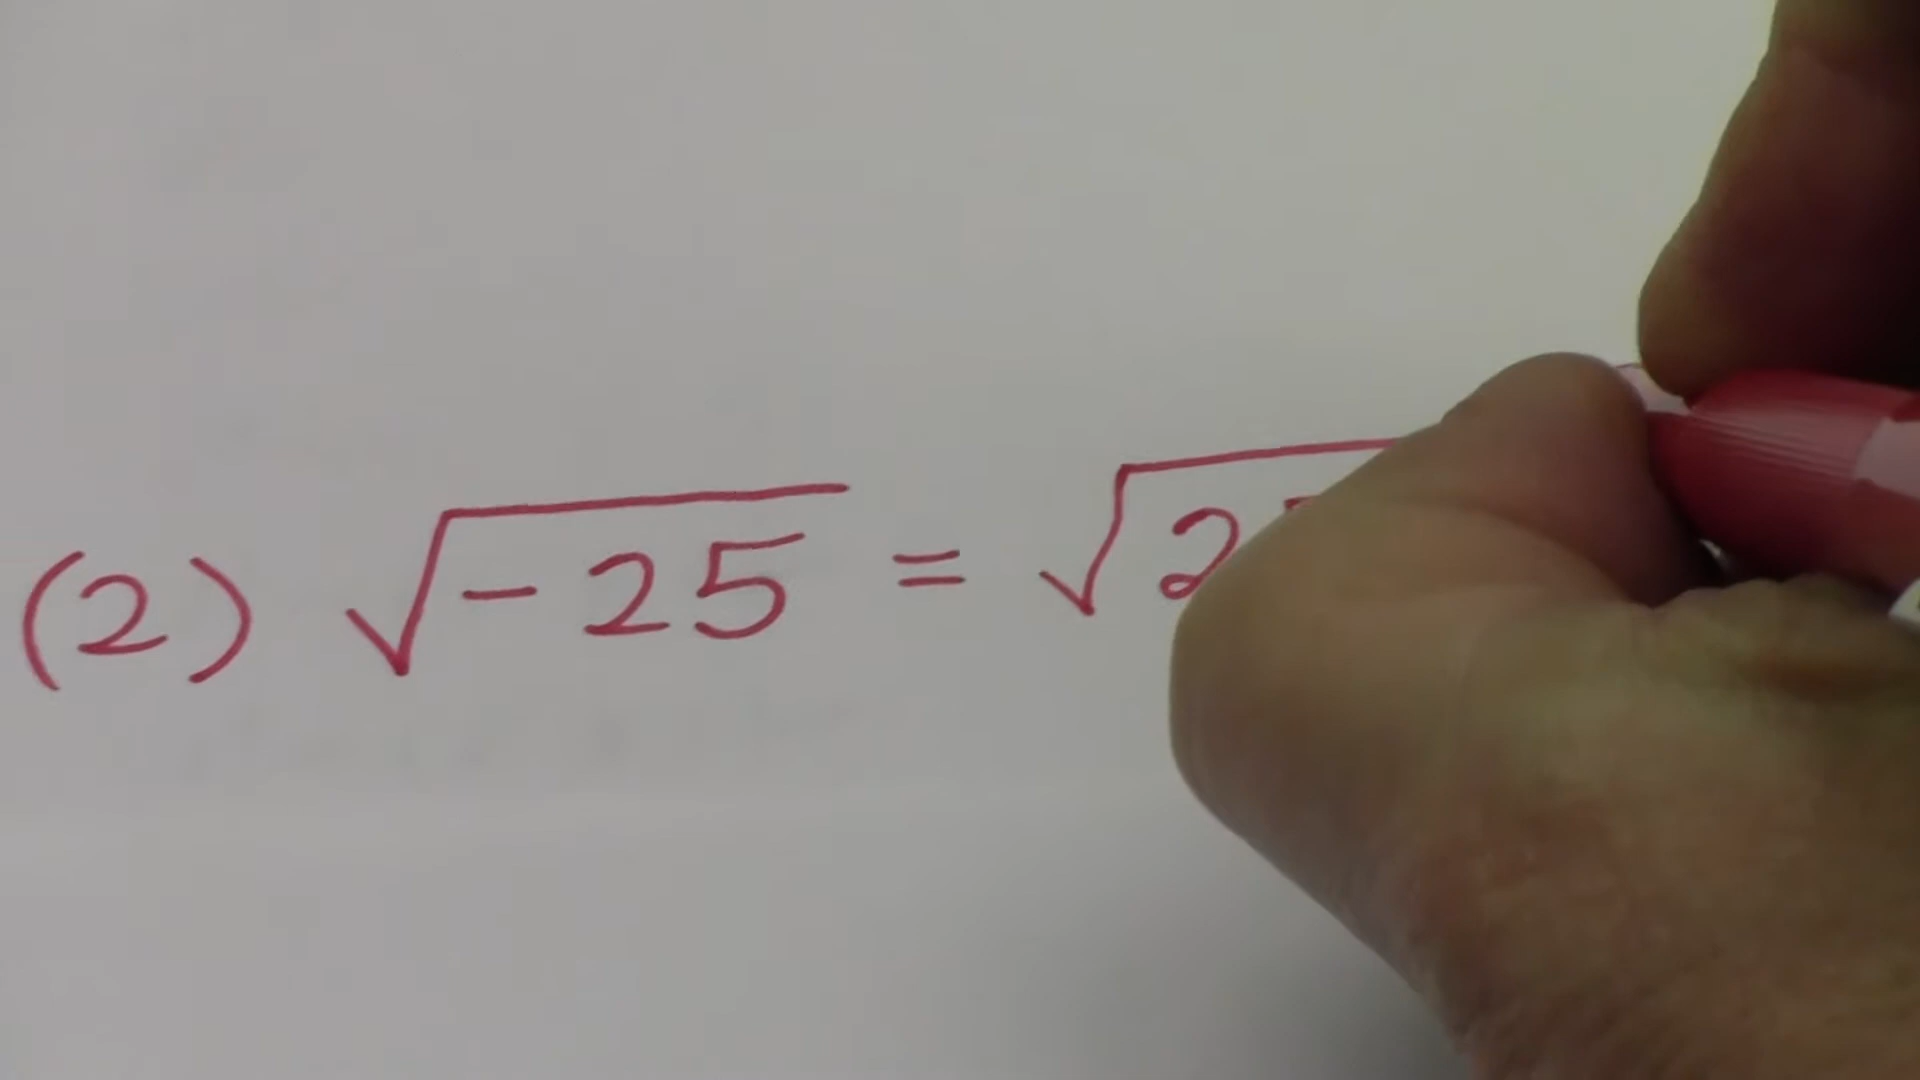 (2) √-25 = √2